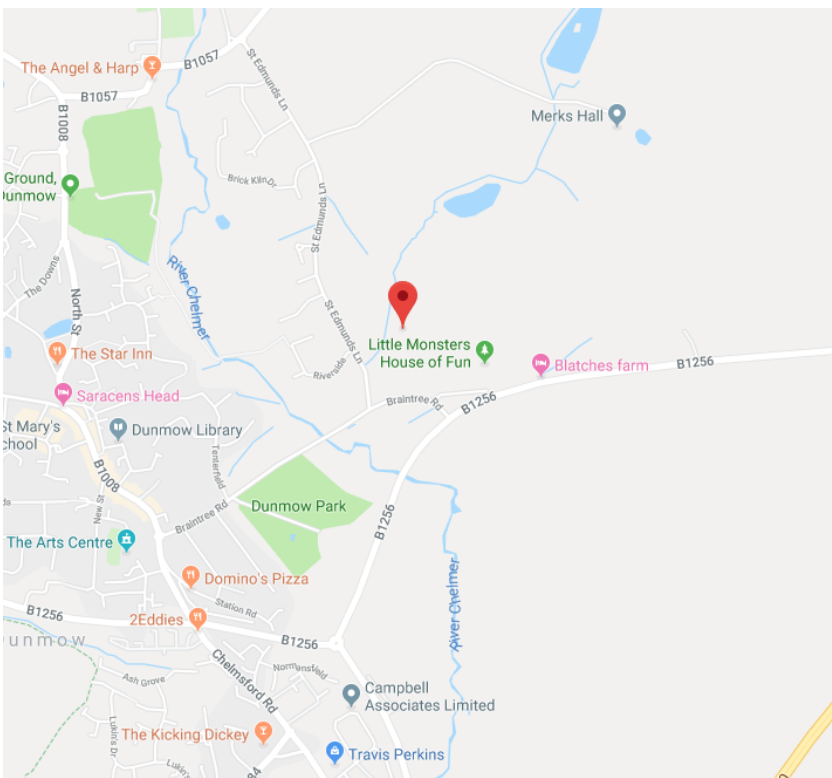 The Angel & Harp
B1057
B1057
B1008
St Edmunds Ln
Merks Hall
Ground,
Dunmow
Brick Kiln Dr
St Edmunds Ln
The Downs
River Chelmer
North St
St Edmunds Ln
The Star Inn
Riverside
Little Monsters
House of Fun
Blatches farm
B1256
Saracens Head
Braintree Rd
B1256
St Mary's
chool
Dunmow Library
Tenterfield
B1008
New St
Dunmow Park
Braintree Rd
B1256
The Arts Centre
Domino's Pizza
River Chelmer
Station Rd
B1256
2Eddies
B1256
unmow
Chelmsford Rd
Normansfield
Ash Grove
Campbell
Associates Limited
Lukin's Dr
The Kicking Dickey
Travis Perkins